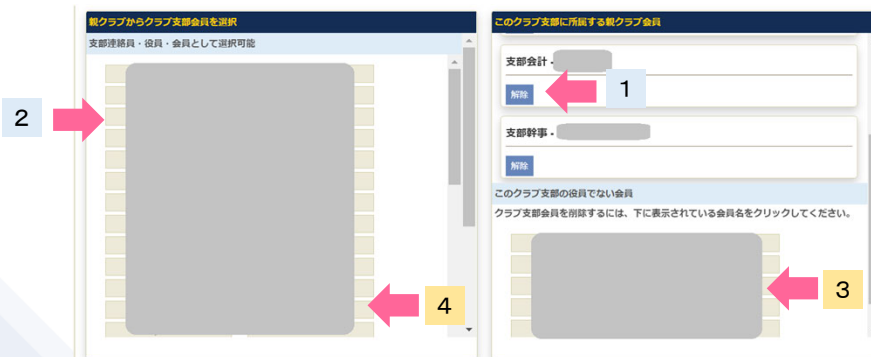 親クラブからクラブ支部会員を選択
支部連絡員・役員・会員として選択可能
2
4
このクラブ支部に所属する親クラブ会員
支部会計 -
解除
1
支部幹事 -
解除
このクラブ支部の役員でない会員
クラブ支部会員を削除するには、下に表示されている会員名をクリックしてください。
3